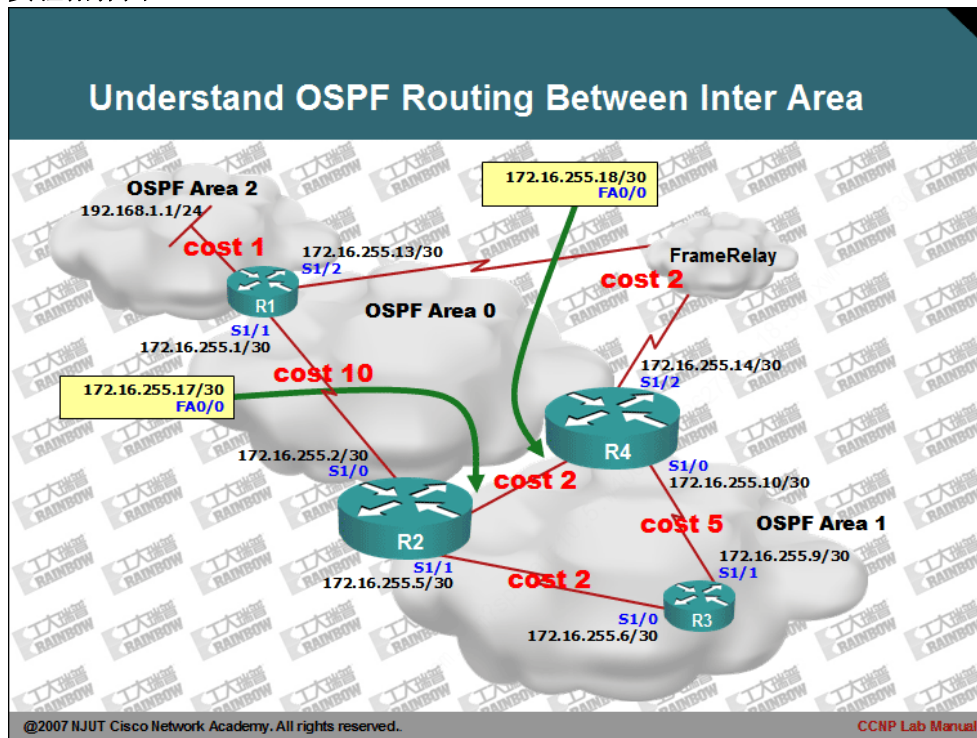 Understand OSPF Routing Between Inter Area
172.16.255.18/30
FA0/0
OSPF Area 2
192.168.1.1/24
cost 1
172.16.255.13/30
S1/2
FrameRelay
cost 2
R1
OSPF Area 0
S1/1
172.16.255.1/30
cost 10
172.16.255.14/30
S1/2
172.16.255.17/30
FA0/0
R4
172.16.255.2/30
S1/0
S1/0
172.16.255.10/30
cost 2
cost 5
OSPF Area 1
R2
172.16.255.9/30
S1/1
S1/1
172.16.255.5/30
cost 2
S1/0
172.16.255.6/30
R3
工大瑞普
RAINBOW
@2007 NJUT Cisco Network Academy. All rights reserved..
CCNP Lab Manual